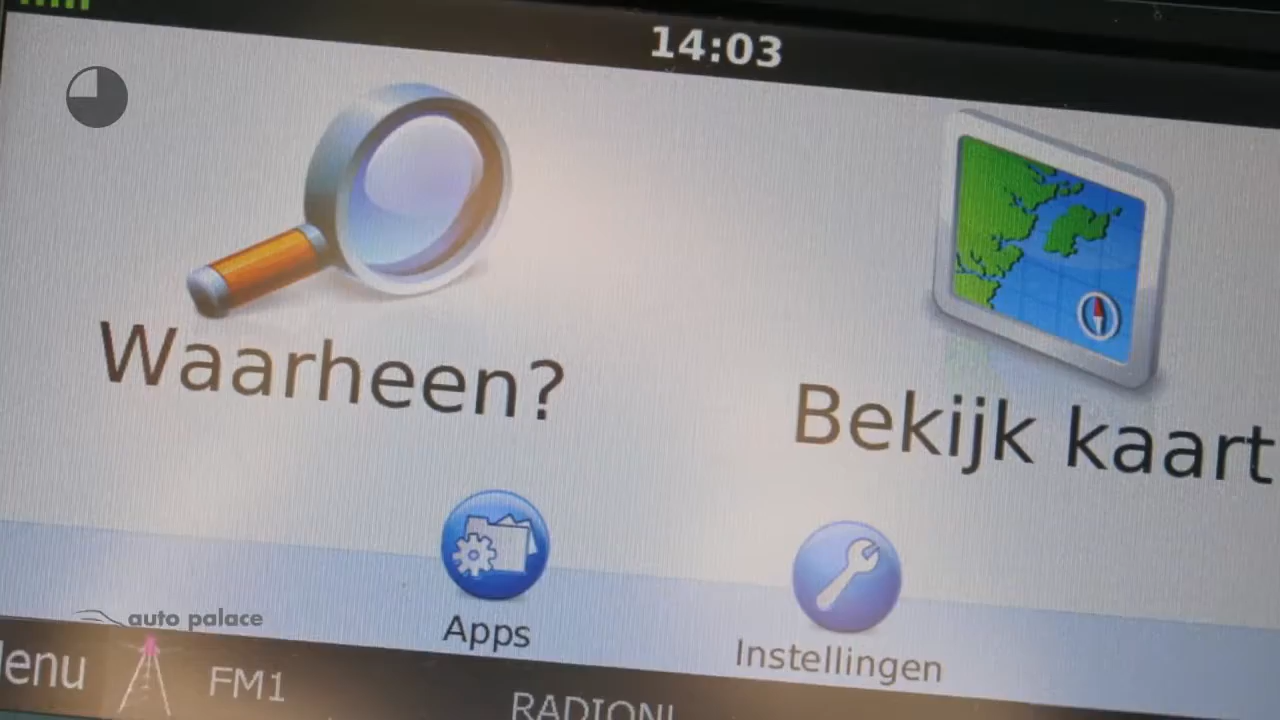 14:03
Waarheen?
Bekijk kaart
Apps
Instellingen
auto palace
FM1